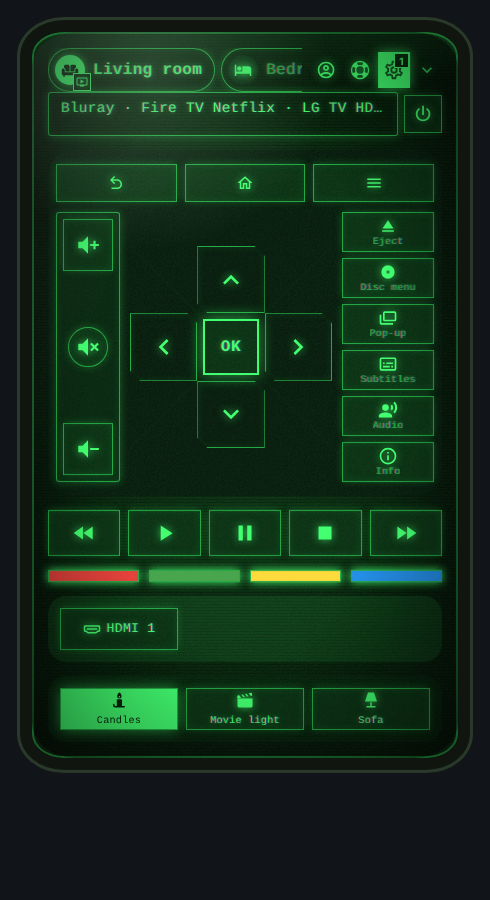 Living room
Bedr
1
Bluray · Fire TV Netflix · LG TV HD…
Eject
Disc menu
OK
Pop-up
Subtitles
Audio
Info
HDMI 1
Candles
Movie light
Sofa